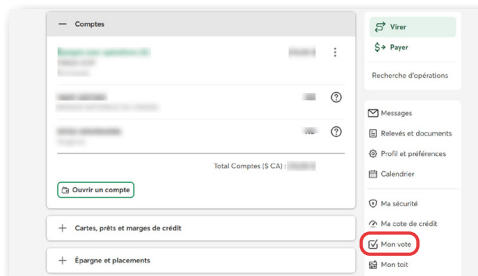 Comptes
Total Comptes ($ CA) :
Ouvrir un compte
Cartes, prêts et marges de crédit
Épargne et placements
Virer
Payer
Recherche d'opérations
Messages
Relevés et documents
Profil et préférences
Calendrier
Ma sécurité
Ma cote de crédit
Mon vote
Mon toit